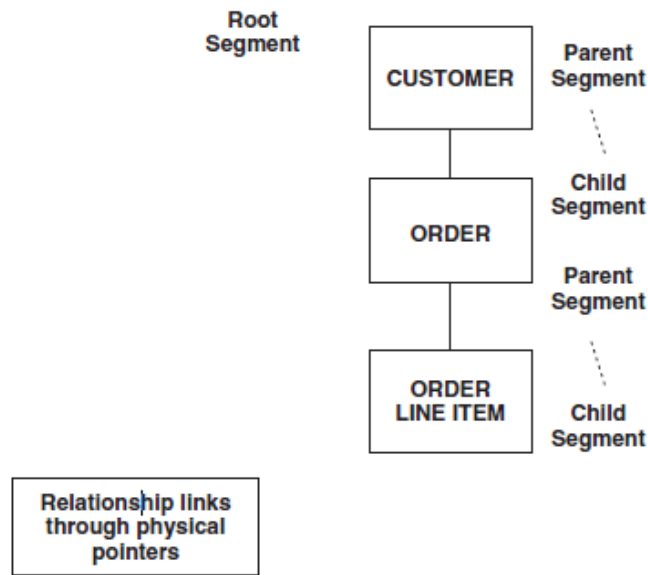 Root
Segment
CUSTOMER
Parent
Segment
Child
Segment
ORDER
Parent
Segment
ORDER
LINE ITEM
Child
Segment
Relationship links
through physical
pointers